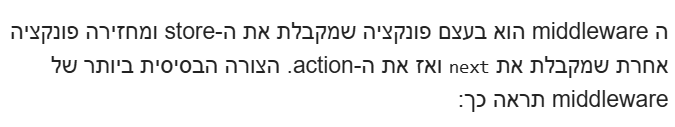 ה middleware הוא בעצם פונקציה שמקבלת את ה-store ומחזירה פונקציה
אחרת שמקבלת את next ואז את ה-action. הצורה הבסיסית ביותר של
middleware תראה כך: